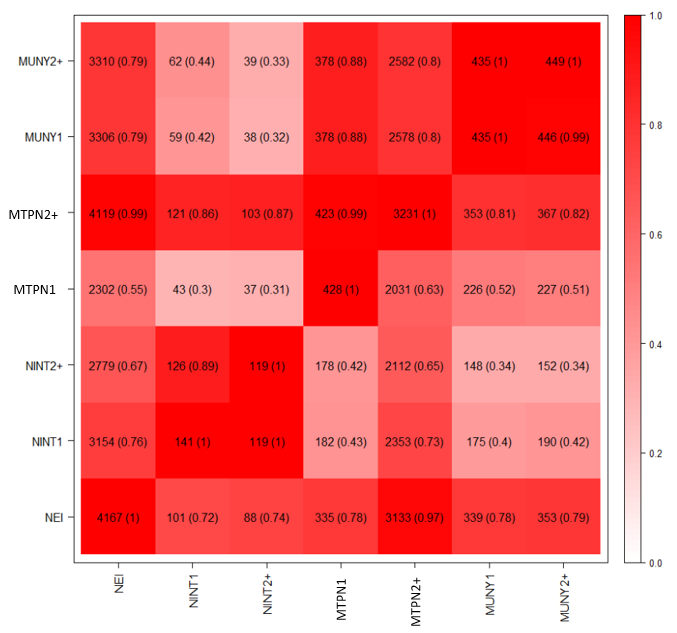 MUNY2+ 3310 (0.79) 62 (0.44) 39 (0.33) 378 (0.88) 2582 (0.8) 435 (1) 449 (1)
MUNY1 3306 (0.79) 59 (0.42) 38 (0.32) 378 (0.88) 2578 (0.8) 435 (1) 446 (0.99)
MTPN2+ 4119 (0.99) 121 (0.86) 103 (0.87) 423 (0.99) 3231 (1) 353 (0.81) 367 (0.82)
MTPN1 2302 (0.55) 43 (0.3) 37 (0.31) 428 (1) 2031 (0.63) 226 (0.52) 227 (0.51)
NINT2+ 2779 (0.67) 126 (0.89) 119 (1) 178 (0.42) 2112 (0.65) 148 (0.34) 152 (0.34)
NINT1 3154 (0.76) 141 (1) 119 (1) 182 (0.43) 2353 (0.73) 175 (0.4) 190 (0.42)
NEI 4167 (1) 101 (0.72) 88 (0.74) 335 (0.78) 3133 (0.97) 339 (0.78) 353 (0.79)
NEI NINT1 NINT2+ MTPN1 MTPN2+ MUNY1 MUNY2+
1.0
0.8
0.6
0.4
0.2
0.0